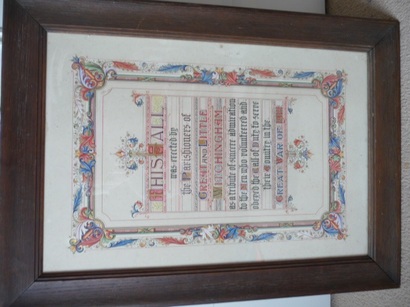 THIS HALL
was erected by
the Parishioners of
GREAT AND LITTLE
WITCHINGHAM
as a tribute of sincere admiration
to the Men who volunteered and
obeyed the Call of Duty to serve
their Country in the
GREAT WAR OF